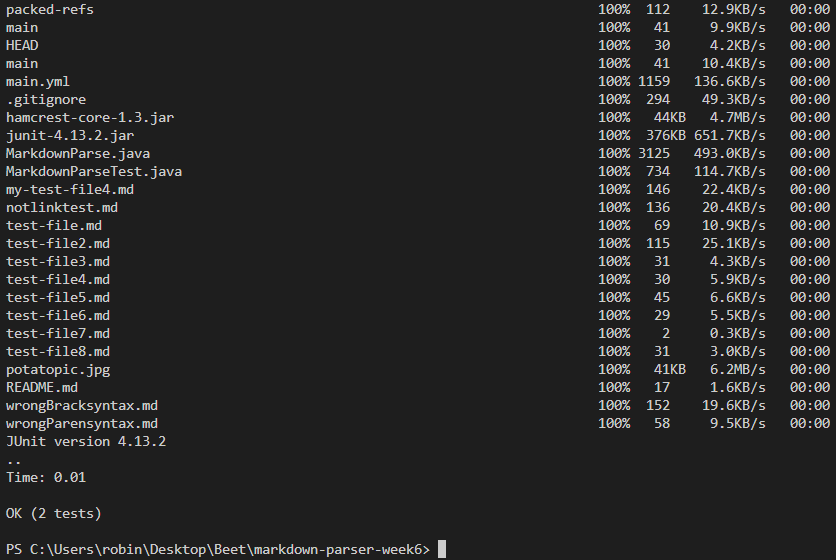 packed-refs 100% 112 12.9KB/s 00:00
main 100% 41 9.9KB/s 00:00
HEAD 100% 30 4.2KB/s 00:00
main 100% 41 10.4KB/s 00:00
main.yml 100% 1159 136.6KB/s 00:00
.gitignore 100% 294 49.3KB/s 00:00
hamcrest-core-1.3.jar 100% 44KB 4.7MB/s 00:00
junit-4.13.2.jar 100% 376KB 651.7KB/s 00:00
MarkdownParse.java 100% 3125 493.0KB/s 00:00
MarkdownParseTest.java 100% 734 114.7KB/s 00:00
my-test-file4.md 100% 146 22.4KB/s 00:00
notlinktest.md 100% 136 20.4KB/s 00:00
test-file.md 100% 69 10.9KB/s 00:00
test-file2.md 100% 115 25.1KB/s 00:00
test-file3.md 100% 31 4.3KB/s 00:00
test-file4.md 100% 30 5.9KB/s 00:00
test-file5.md 100% 45 6.6KB/s 00:00
test-file6.md 100% 29 5.5KB/s 00:00
test-file7.md 100% 2 0.3KB/s 00:00
test-file8.md 100% 31 3.0KB/s 00:00
potatopic.jpg 100% 41KB 6.2MB/s 00:00
README.md 100% 17 1.6KB/s 00:00
wrongBracksyntax.md 100% 152 19.6KB/s 00:00
wrongParensyntax.md 100% 58 9.5KB/s 00:00
JUnit version 4.13.2
..
Time: 0.01
OK (2 tests)
PS C:\Users\robin\Desktop\Beet\markdown-parser-week6>